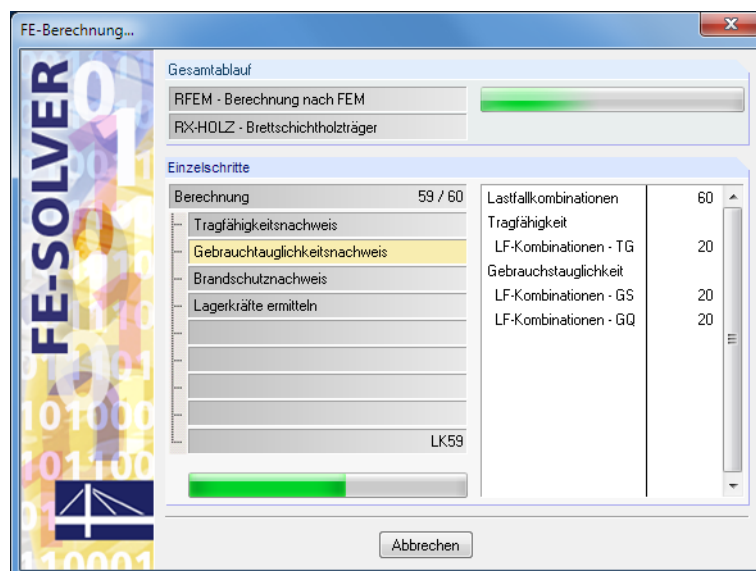 FE-Berechnung...
FE-SOLVER
Gesamtablauf
RFEM - Berechnung nach FEM
RX-HOLZ - Brettschichtholzträger
Einzelschritte
Berechnung 59 / 60
Tragfähigkeitsnachweis
Gebrauchtauglichkeitsnachweis
Brandschutznachweis
Lagerkräfte ermitteln
LK59
Lastfallkombinationen 60
Tragfähigkeit
LF-Kombinationen - TG 20
Gebrauchstauglichkeit
LF-Kombinationen - GS 20
LF-Kombinationen - GQ 20
Abbrechen